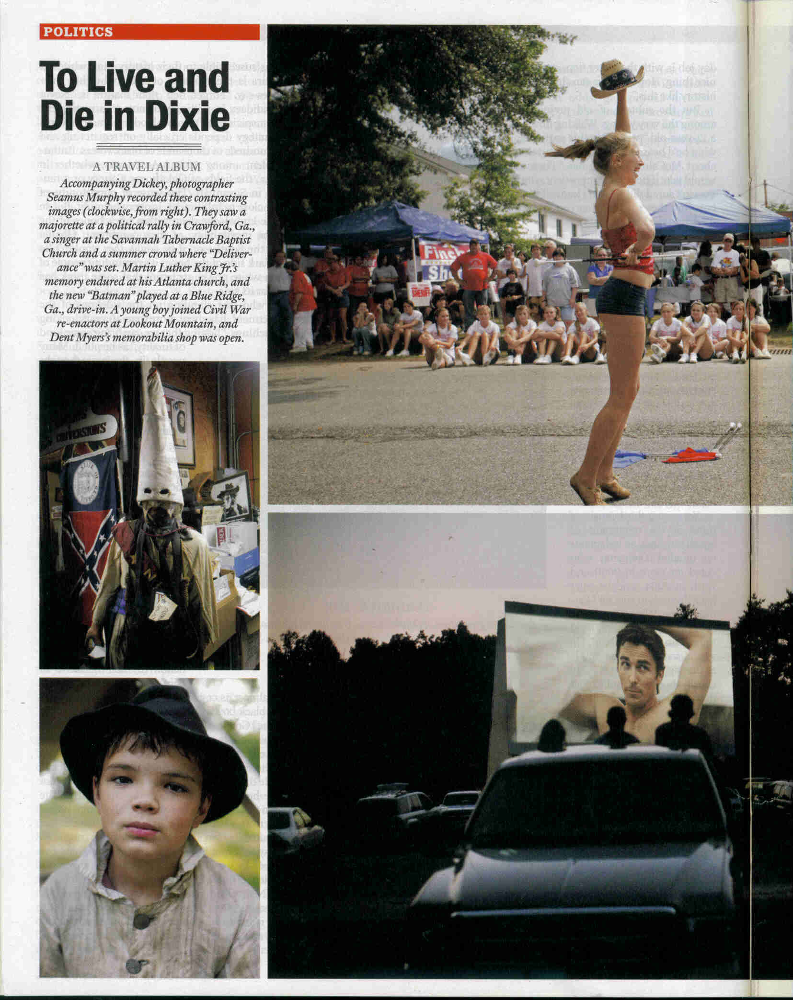 POLITICS
To Live and
Die in Dixie
A TRAVEL ALBUM
Accompanying Dickey, photographer
Seamus Murphy recorded these contrasting
images (clockwise, from right). They saw a
majorette at a political rally in Crawford, Ga.,
a singer at the Savannah Tabernacle Baptist
Church and a summer crowd where “Deliver-
ance” was set. Martin Luther King Jr.’s
memory endured at his Atlanta church, and
the new “Batman” played at a Blue Ridge,
Ga., drive-in. A young boy joined Civil War
re-enactors at Lookout Mountain, and
Dent Myers’s memorabilia shop was open.
SHERIFF
CONVERSIONS
STATE OF